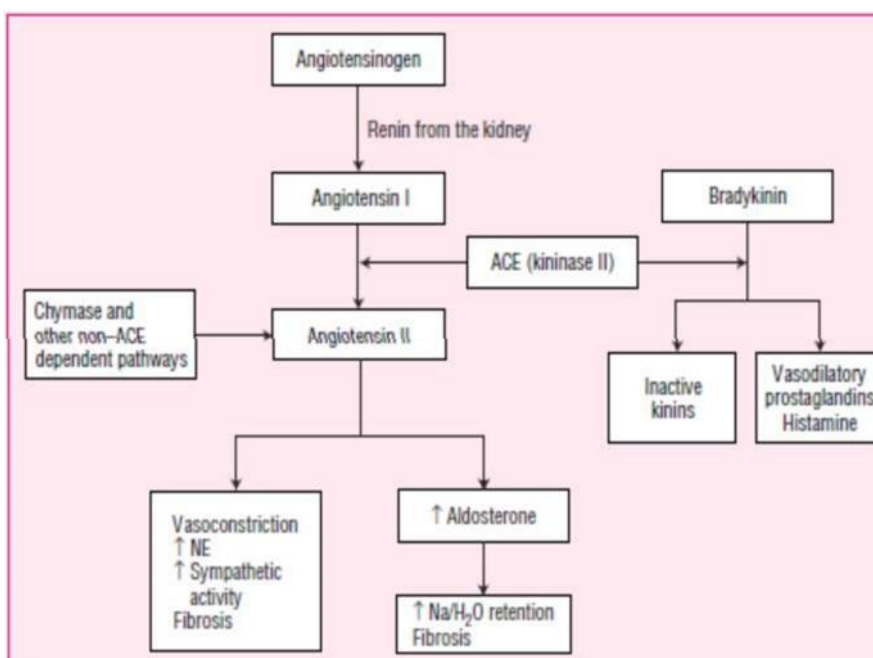 Angiotensinogen
Renin from the kidney
Angiotensin I
Bradykinin
ACE (kininase II)
Chymase and
other non–ACE
dependent pathways
Angiotensin II
Inactive
kinins
Vasodilatory
prostaglandins
Histamine
Vasoconstriction
↑ NE
↑ Sympathetic
activity
Fibrosis
↑ Aldosterone
↑ Na/H₂O retention
Fibrosis